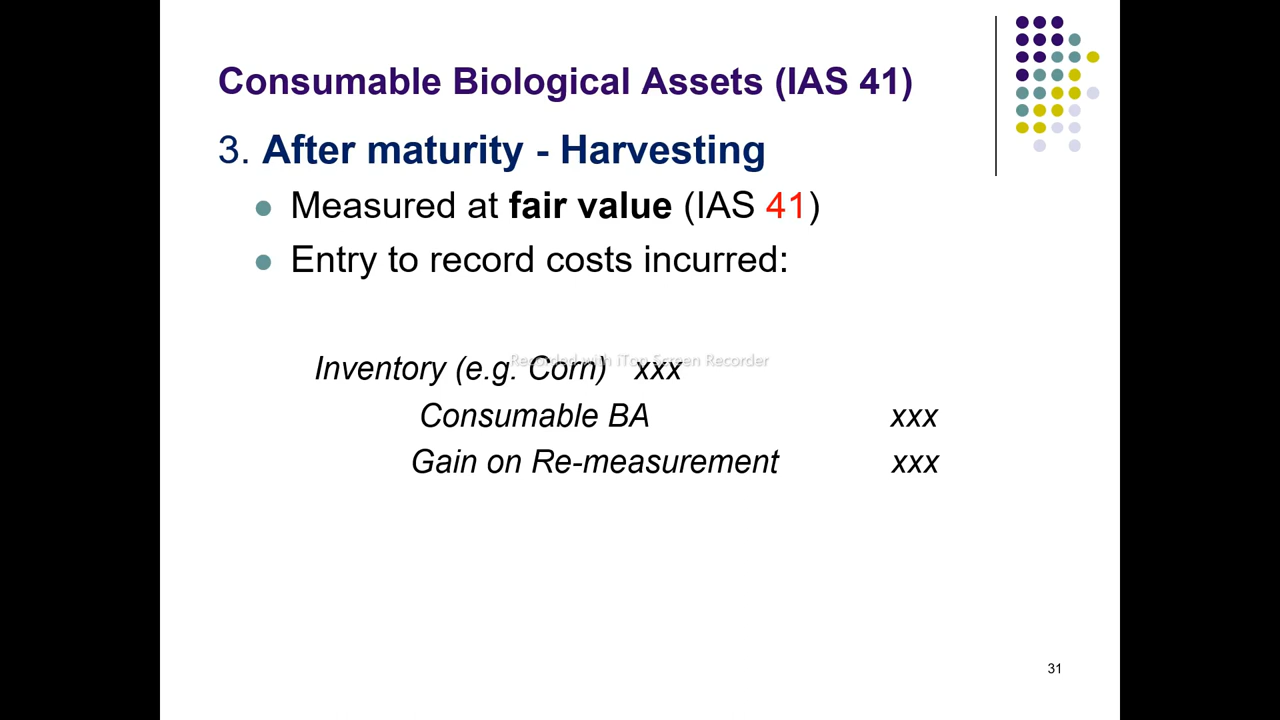 Consumable Biological Assets (IAS 41)
3. After maturity - Harvesting
Measured at fair value (IAS 41)
Entry to record costs incurred:
Recorded with iTop Screen Recorder
Inventory (e.g. Corn) xxx
Consumable BA xxx
Gain on Re-measurement xxx
31